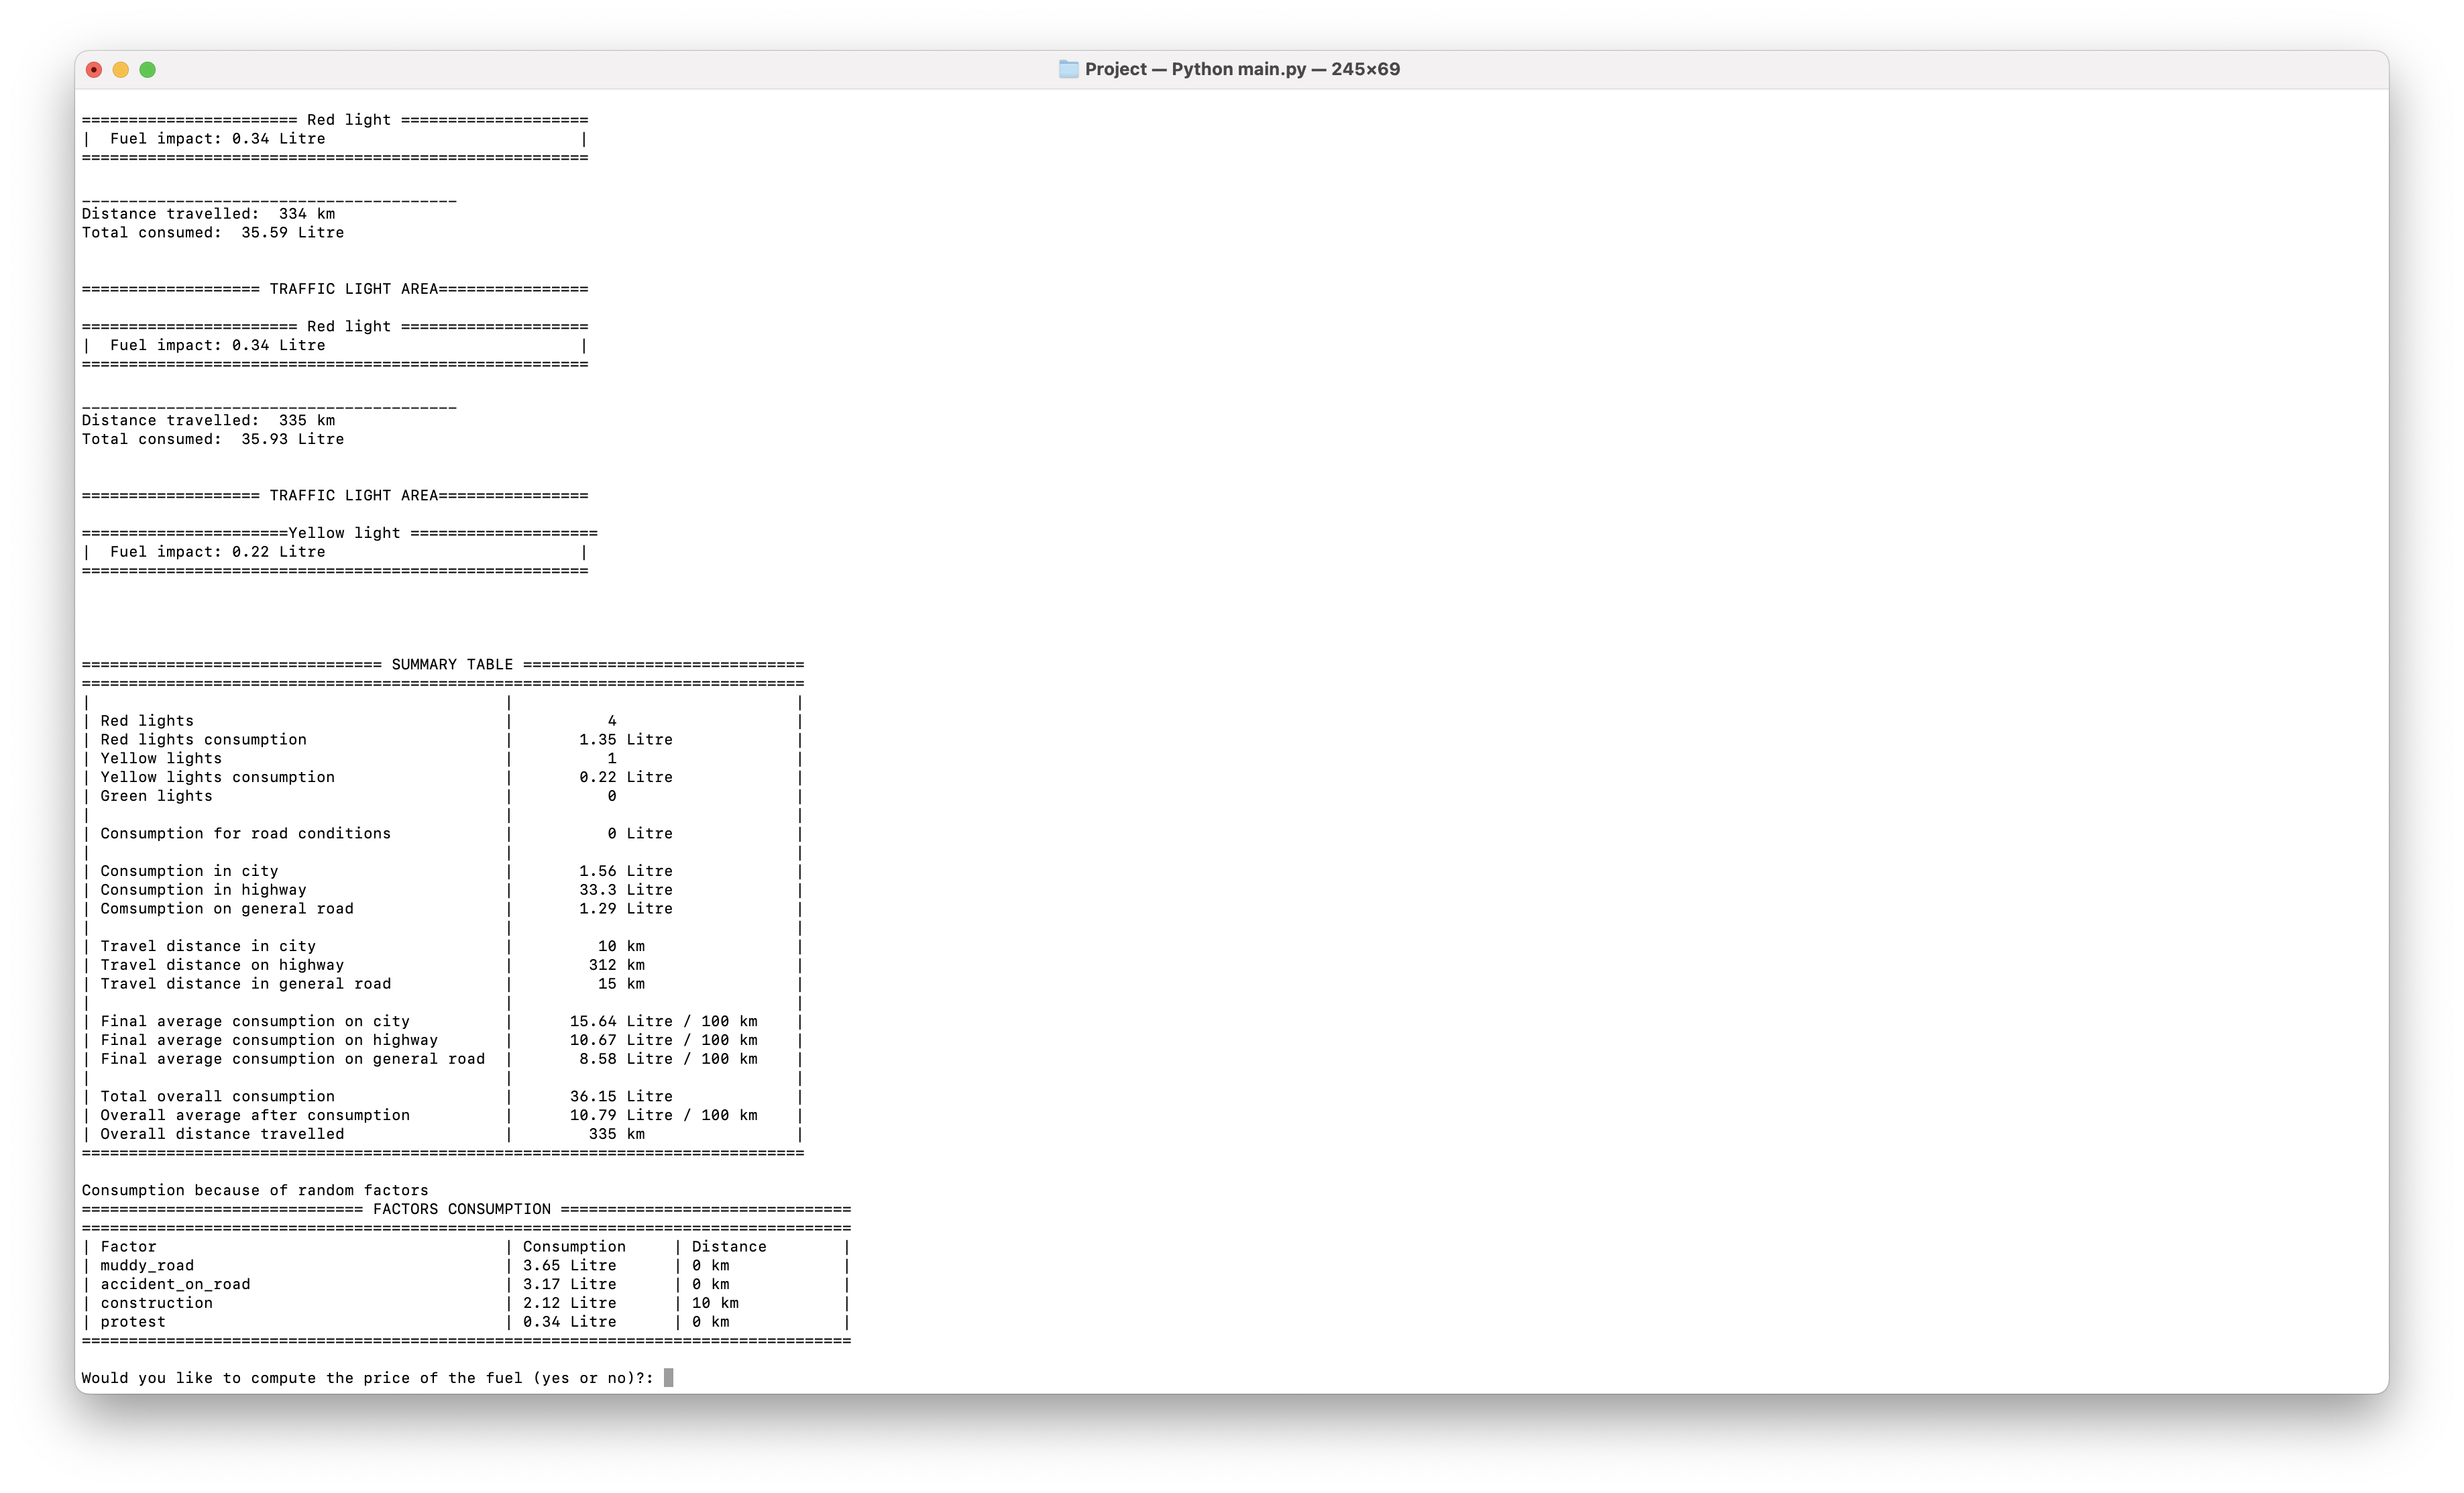 Project — Python main.py — 245×69
======================= Red light ====================
|  Fuel impact: 0.34 Litre                           |
======================================================
________________________________________
Distance travelled:  334 km
Total consumed:  35.59 Litre
=================== TRAFFIC LIGHT AREA================
======================= Red light ====================
|  Fuel impact: 0.34 Litre                           |
======================================================
________________________________________
Distance travelled:  335 km
Total consumed:  35.93 Litre
=================== TRAFFIC LIGHT AREA================
======================Yellow light ====================
|  Fuel impact: 0.22 Litre                           |
======================================================
================================ SUMMARY TABLE ==============================
=============================================================================
|                                            |                              |
| Red lights                                 |          4                   |
| Red lights consumption                     |       1.35 Litre             |
| Yellow lights                              |          1                   |
| Yellow lights consumption                  |       0.22 Litre             |
| Green lights                               |          0                   |
|                                            |                              |
| Consumption for road conditions            |          0 Litre             |
|                                            |                              |
| Consumption in city                        |       1.56 Litre             |
| Consumption in highway                     |       33.3 Litre             |
| Comsumption on general road                |       1.29 Litre             |
|                                            |                              |
| Travel distance in city                    |         10 km                |
| Travel distance on highway                 |        312 km                |
| Travel distance in general road            |         15 km                |
|                                            |                              |
| Final average consumption on city          |      15.64 Litre / 100 km    |
| Final average consumption on highway       |      10.67 Litre / 100 km    |
| Final average consumption on general road  |       8.58 Litre / 100 km    |
|                                            |                              |
| Total overall consumption                  |      36.15 Litre             |
| Overall average after consumption          |      10.79 Litre / 100 km    |
| Overall distance travelled                 |        335 km                |
=============================================================================
Consumption because of random factors
============================== FACTORS CONSUMPTION ===============================
==================================================================================
| Factor                                     | Consumption     | Distance        |
| muddy_road                                 | 3.65 Litre      | 0 km            |
| accident_on_road                           | 3.17 Litre      | 0 km            |
| construction                               | 2.12 Litre      | 10 km           |
| protest                                    | 0.34 Litre      | 0 km            |
==================================================================================
Would you like to compute the price of the fuel (yes or no)?: